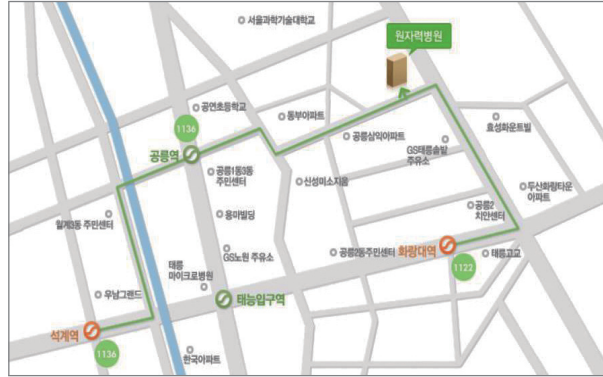 서울과학기술대학교
원자력병원
공연초등학교
동부아파트
1136
공릉역
공릉삼익아파트
GS태릉솔밭
주유소
효성화운트빌
공릉1동3동
주민센터
신성미소지움
두산화랑타운
아파트
월계3동 주민센터
용마빌딩
공릉2
치안센터
GS노원 주유소
공릉2동주민센터
화랑대역
태릉고교
태릉
마이크로병원
1122
우남그랜드
태능입구역
석계역
1136
한국아파트